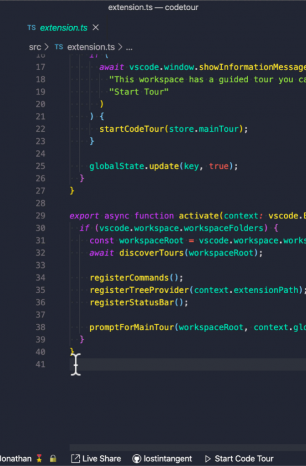 extension.ts — codetour
TS extension.ts ×
src > TS extension.ts > ...
16 if (
17 await vscode.window.showInformationMessage
18 "This workspace has a guided tour you ca
19 "Start Tour"
20 )
21 ) {
22 startCodeTour(store.mainTour);
23 }
24
25 globalState.update(key, true);
26 }
27 }
28
29 export async function activate(context: vscode.E
30 if (vscode.workspace.workspaceFolders) {
31 const workspaceRoot = vscode.workspace.works
32 await discoverTours(workspaceRoot);
33
34 registerCommands();
35 registerTreeProvider(context.extensionPath);
36 registerStatusBar();
37
38 promptForMainTour(workspaceRoot, context.glo
39 }
40 }
41
Jonathan Live Share lostintangent Start Code Tour